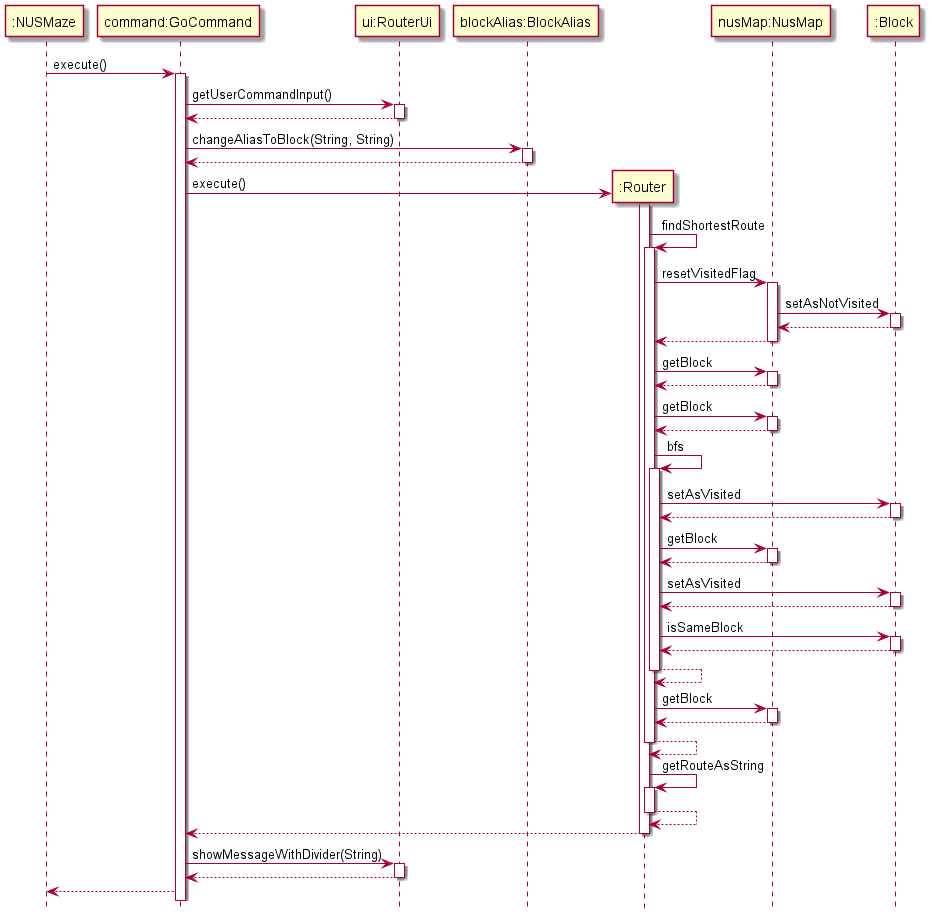 :NUSMaze
command:GoCommand
ui:RouterUi
blockAlias:BlockAlias
nusMap:NusMap
:Block
execute()
getUserCommandInput()
changeAliasToBlock(String, String)
execute()
:Router
findShortestRoute
resetVisitedFlag
setAsNotVisited
getBlock
getBlock
bfs
setAsVisited
getBlock
setAsVisited
isSameBlock
getBlock
getRouteAsString
showMessageWithDivider(String)